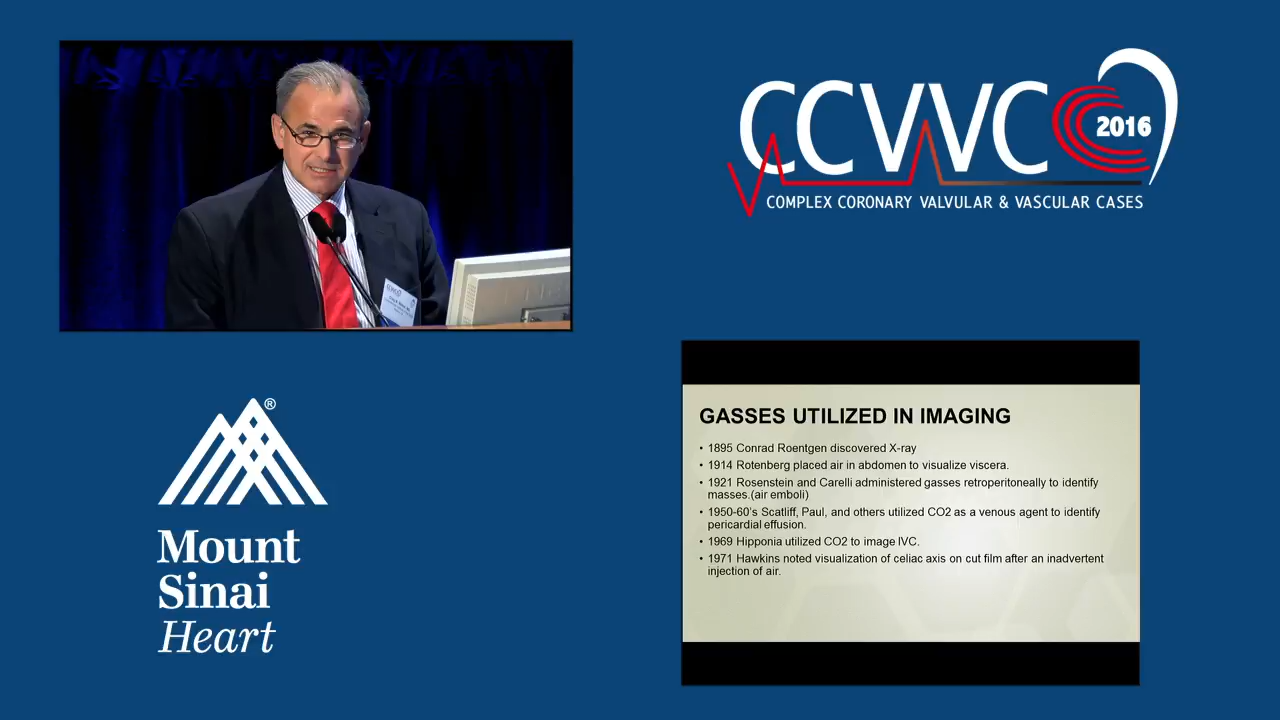 CCVVC
2016
COMPLEX CORONARY VALVULAR & VASCULAR CASES
®
Mount
Sinai
Heart
GASSES UTILIZED IN IMAGING
• 1895 Conrad Roentgen discovered X-ray
• 1914 Rotenberg placed air in abdomen to visualize viscera.
• 1921 Rosenstein and Carelli administered gasses retroperitoneally to identify
masses.(air emboli)
• 1950-60's Scatliff, Paul, and others utilized CO2 as a venous agent to identify
pericardial effusion.
• 1969 Hipponia utilized CO2 to image IVC.
• 1971 Hawkins noted visualization of celiac axis on cut film after an inadvertent
injection of air.